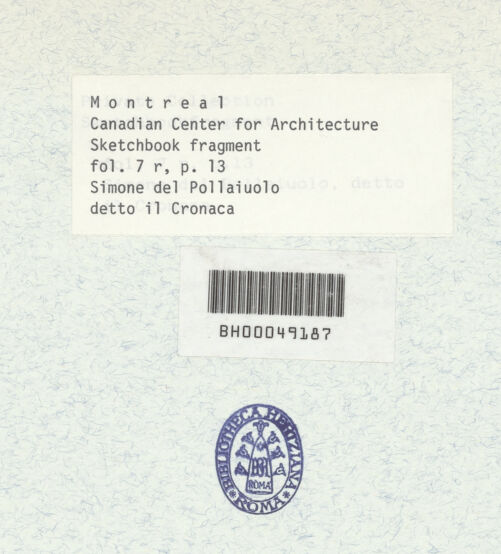 Montreal
Canadian Center for Architecture
Sketchbook fragment
fol. 7 r, p. 13
Simone del Pollaiuolo
detto il Cronaca
BH00049187
BIBLIOTHECA HERTZIANA
ROMA
* ROMA *